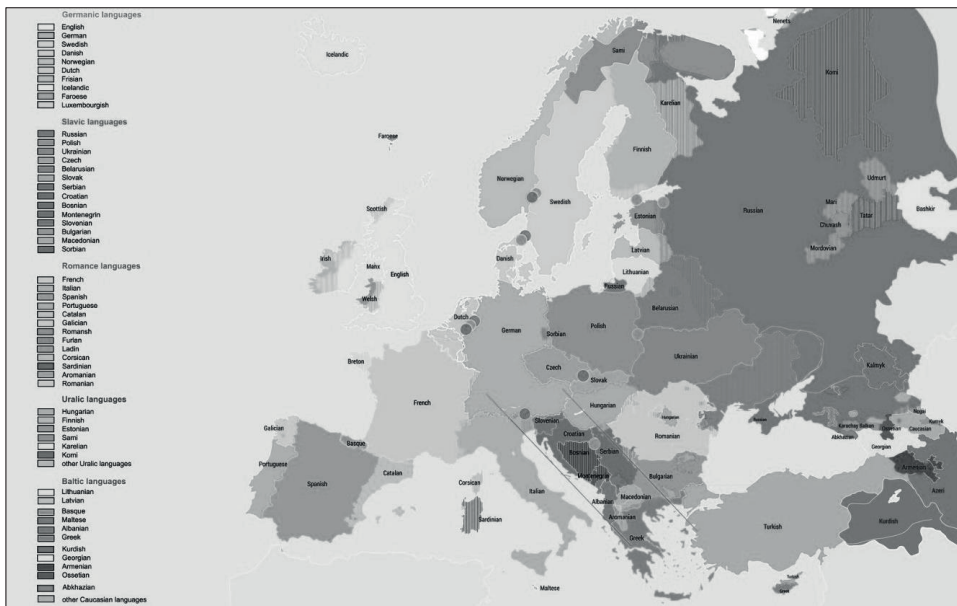 Germanic languages
English
German
Swedish
Danish
Norwegian
Dutch
Frisian
Icelandic
Faroese
Luxembourgish
Slavic languages
Russian
Polish
Ukrainian
Czech
Belarusian
Slovak
Serbian
Croatian
Bosnian
Montenegrin
Slovenian
Bulgarian
Macedonian
Sorbian
Romance languages
French
Italian
Spanish
Portuguese
Catalan
Galician
Romansh
Furlan
Ladin
Corsican
Sardinian
Aromanian
Romanian
Uralic languages
Hungarian
Finnish
Estonian
Sami
Karelian
Komi
other Uralic languages
Baltic languages
Lithuanian
Latvian
Basque
Maltese
Albanian
Greek
Kurdish
Georgian
Armenian
Ossetian
Abkhazian
other Caucasian languages
Icelandic
Nenets
Sami
Komi
Karelian
Faroese
Finnish
Norwegian
Udmurt
Swedish
Scottish
Mari
Tatar
Bashkir
Estonian
Russian
Chuvash
Irish
Latvian
Mordovian
Danish
Manx
English
Lithuanian
Russian
Welsh
Belarusian
Dutch
German
Sorbian
Polish
Ukrainian
Breton
Czech
Kalmyk
Slovak
French
Hungarian
Hungarian
Nogai
Galician
Slovenian
Croatian
Romanian
Karachay Balkan
Caucasian
Abkhazian
Georgian
Basque
Bosnian
Serbian
Portuguese
Catalan
Montenegrin
Bulgarian
Armenian
Spanish
Corsican
Italian
Albanian
Macedonian
Azeri
Sardinian
Aromanian
Turkish
Kurdish
Greek
Maltese